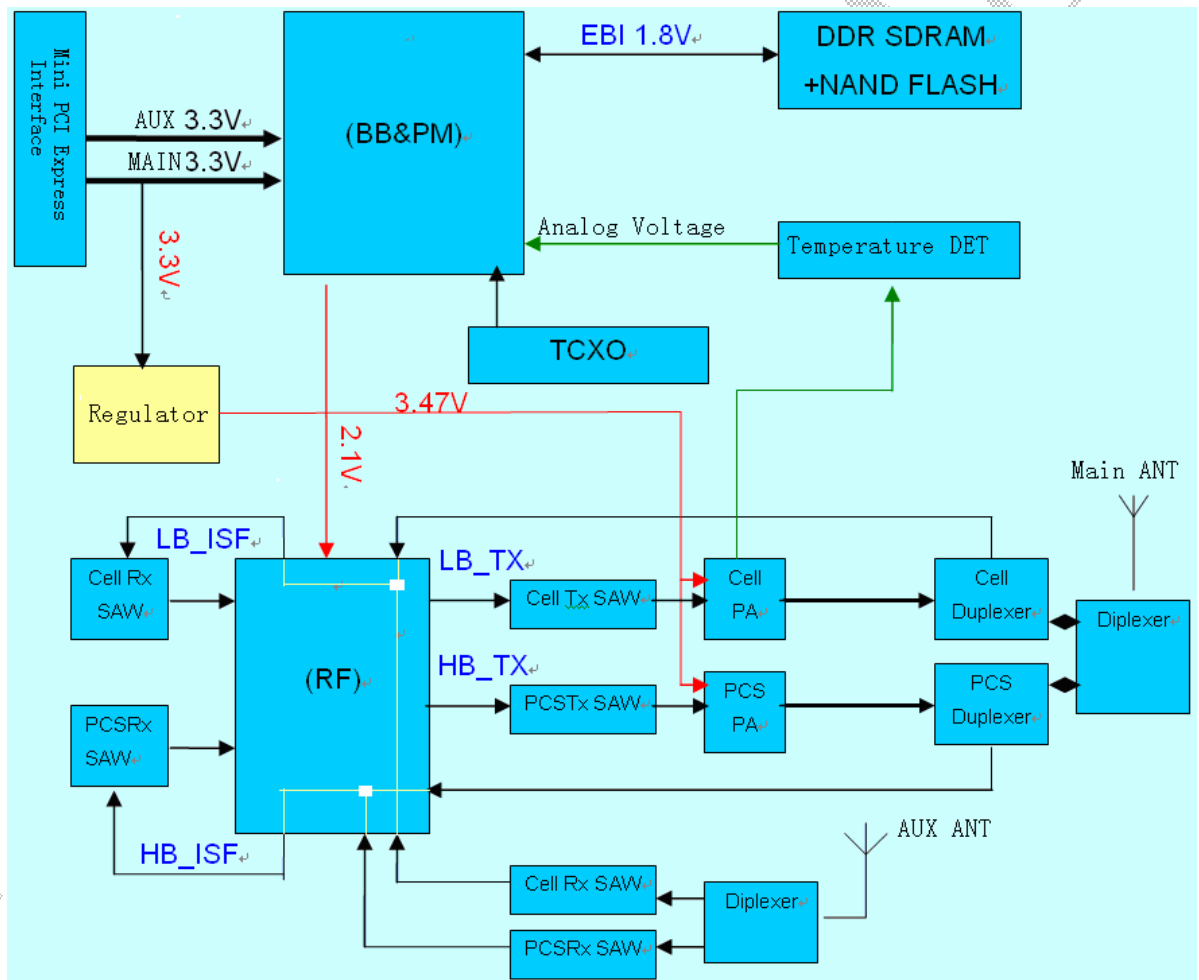 Mini PCI Express
Interface
AUX 3.3V
MAIN3.3V
(BB&PM)
EBI 1.8V
DDR SDRAM
+NAND FLASH
Analog Voltage
Temperature DET
TCXO
3.3V
Regulator
3.47V
2.1V
Main ANT
LB_ISF
Cell Rx
SAW
LB_TX
Cell Tx SAW
Cell
PA
Cell
Duplexer
Diplexer
(RF)
HB_TX
PCSTx SAW
PCS
PA
PCS
Duplexer
PCSRx
SAW
HB_ISF
AUX ANT
Cell Rx SAW
Diplexer
PCSRx SAW